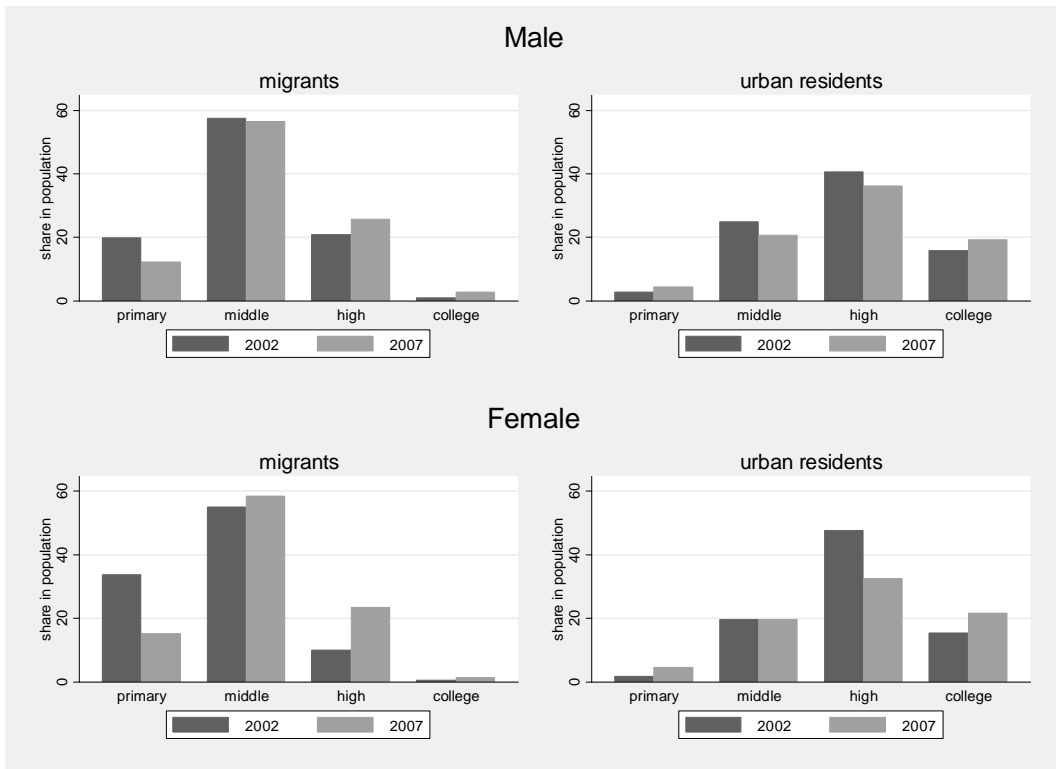 Male
migrants
urban residents
share in population
0
20
40
60
primary middle high college
2002 2007
share in population
0
20
40
60
primary middle high college
2002 2007
Female
migrants
urban residents
share in population
0
20
40
60
primary middle high college
2002 2007
share in population
0
20
40
60
primary middle high college
2002 2007